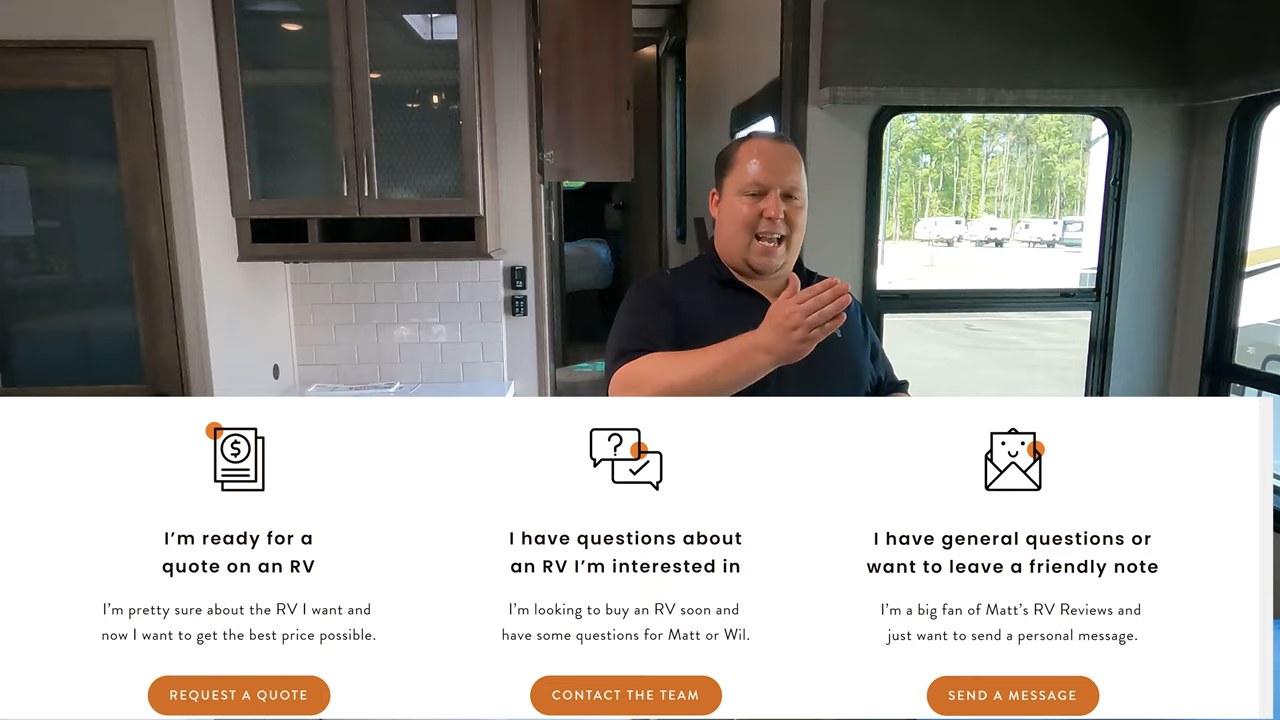 I'm ready for a
quote on an RV
I'm pretty sure about the RV I want and
now I want to get the best price possible.
REQUEST A QUOTE
I have questions about
an RV I'm interested in
I'm looking to buy an RV soon and
have some questions for Matt or Wil.
CONTACT THE TEAM
I have general questions or
want to leave a friendly note
I'm a big fan of Matt's RV Reviews and
just want to send a personal message.
SEND A MESSAGE